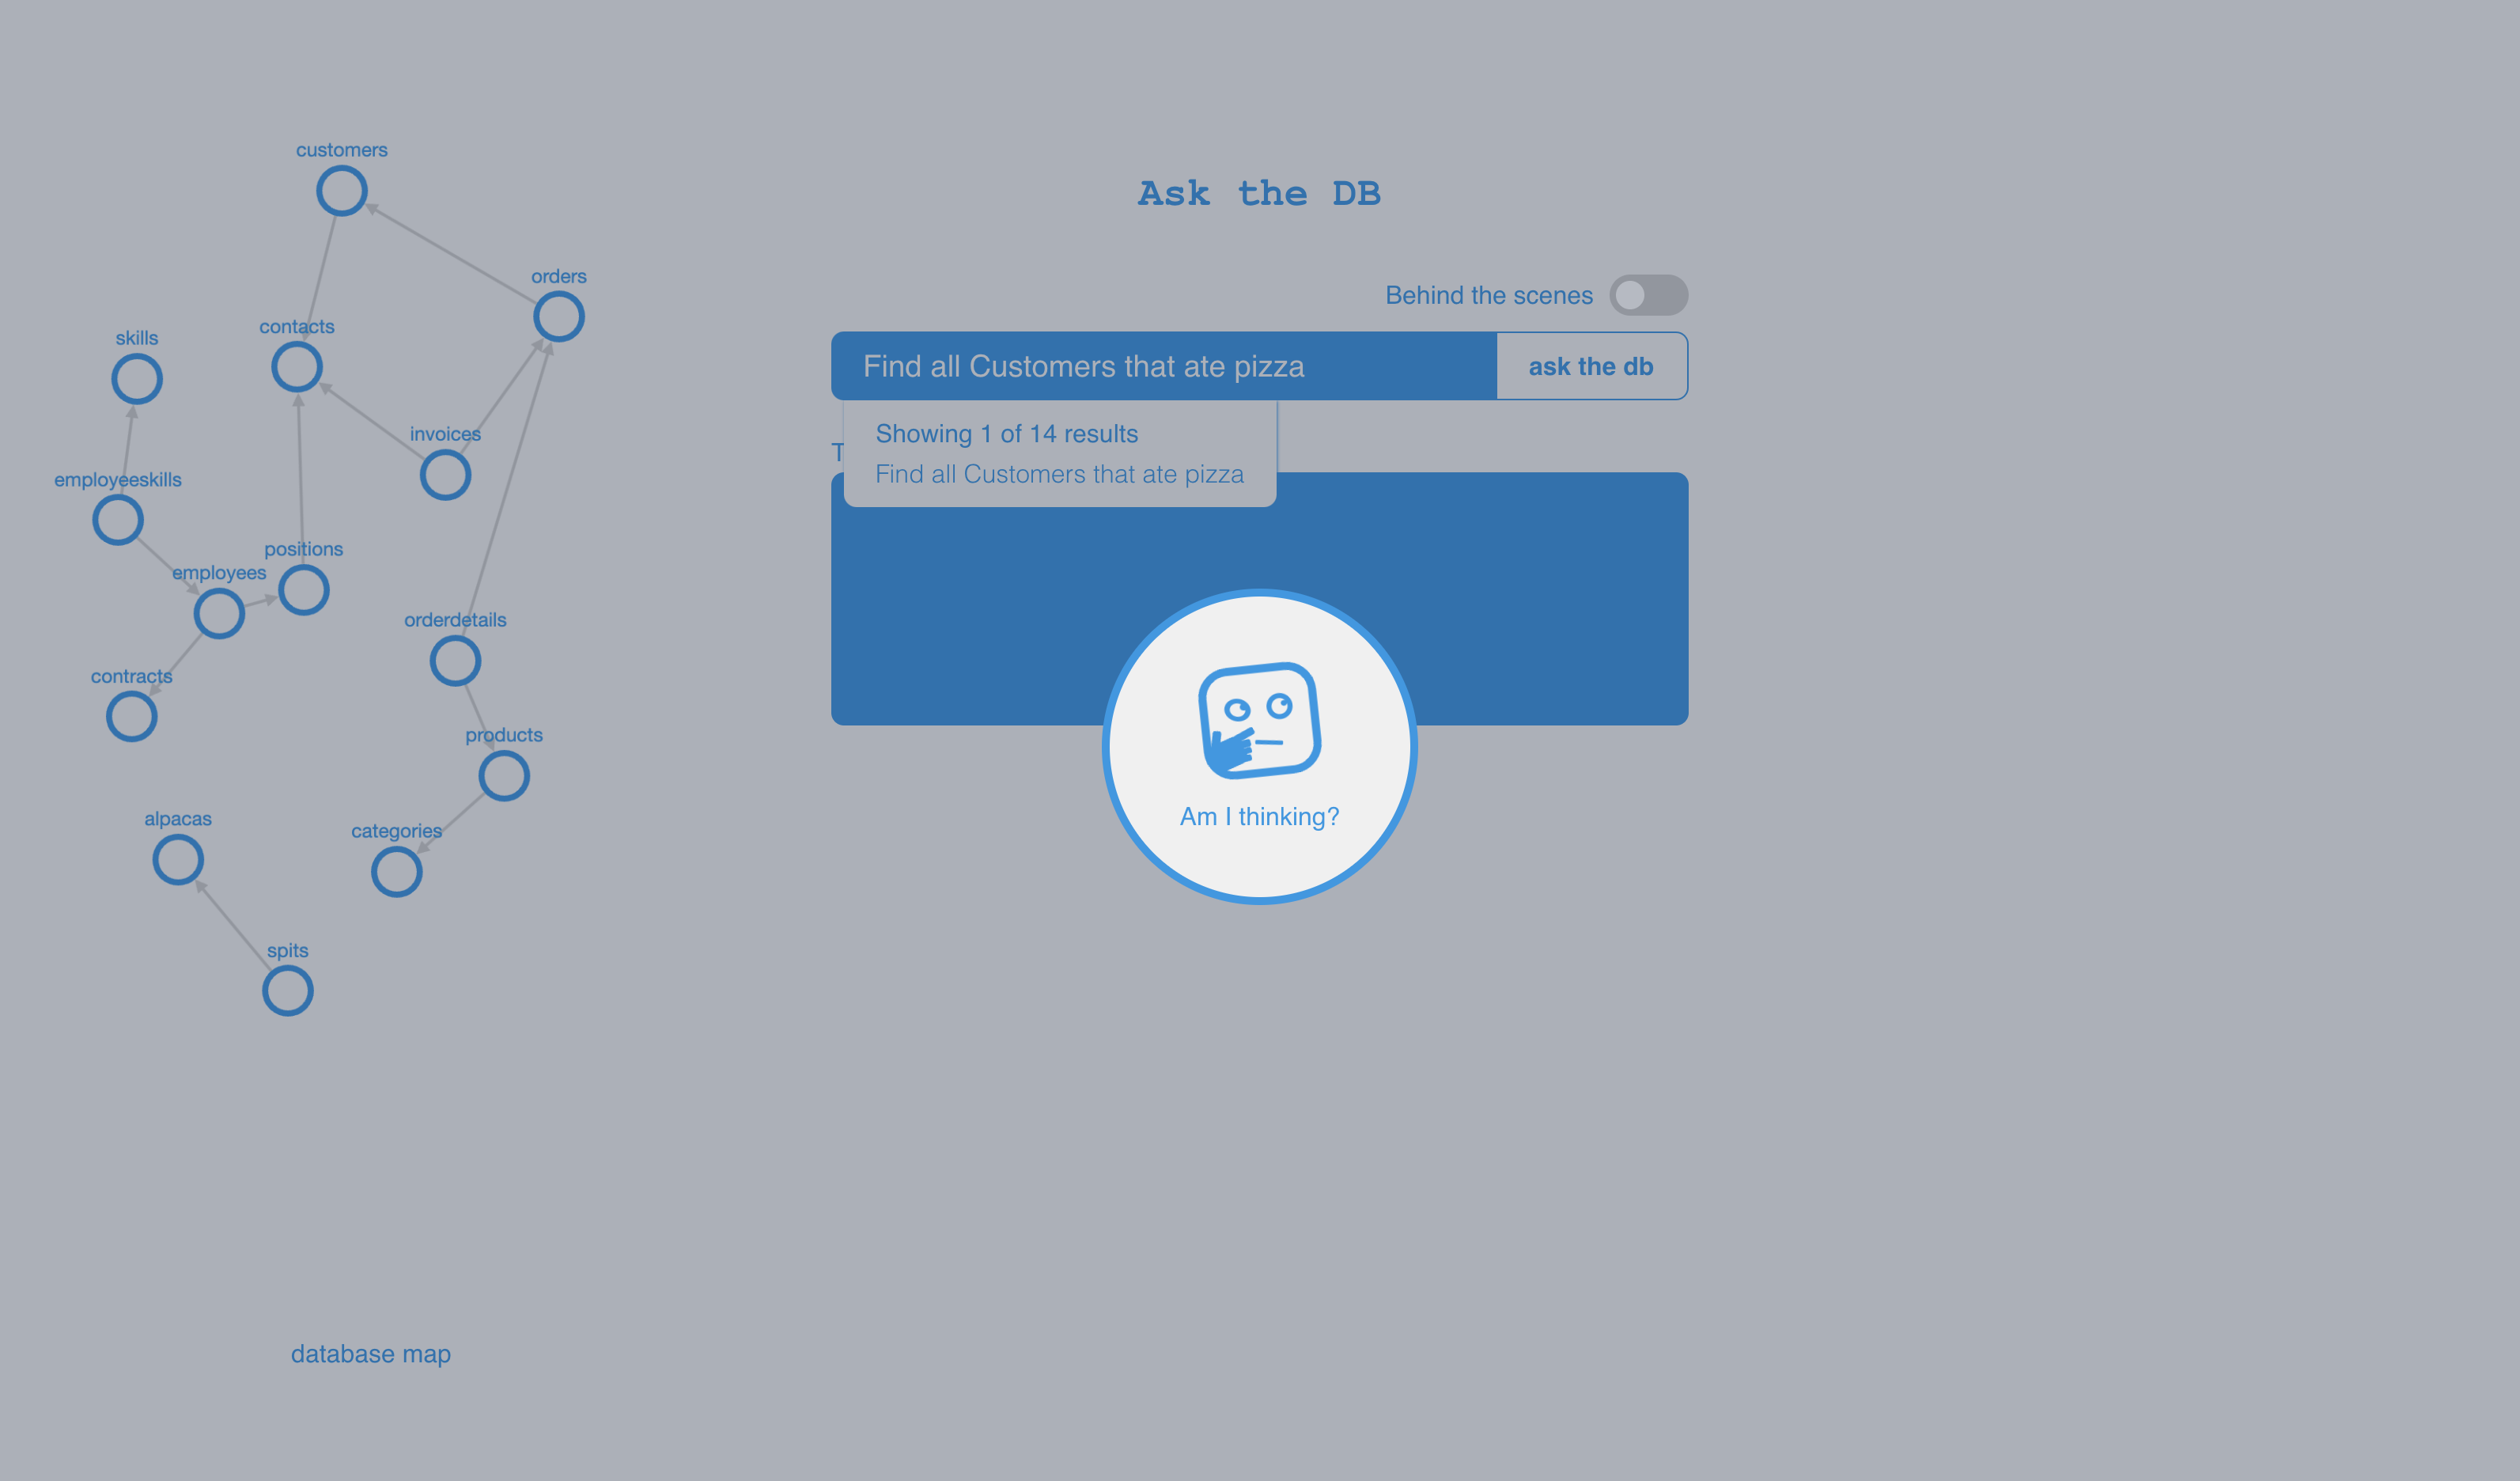 customers
orders
contacts
skills
invoices
employeeskills
positions
employees
orderdetails
contracts
products
alpacas
categories
spits
database map
Ask the DB
Behind the scenes
Find all Customers that ate pizza
ask the db
Showing 1 of 14 results
Find all Customers that ate pizza
Am I thinking?